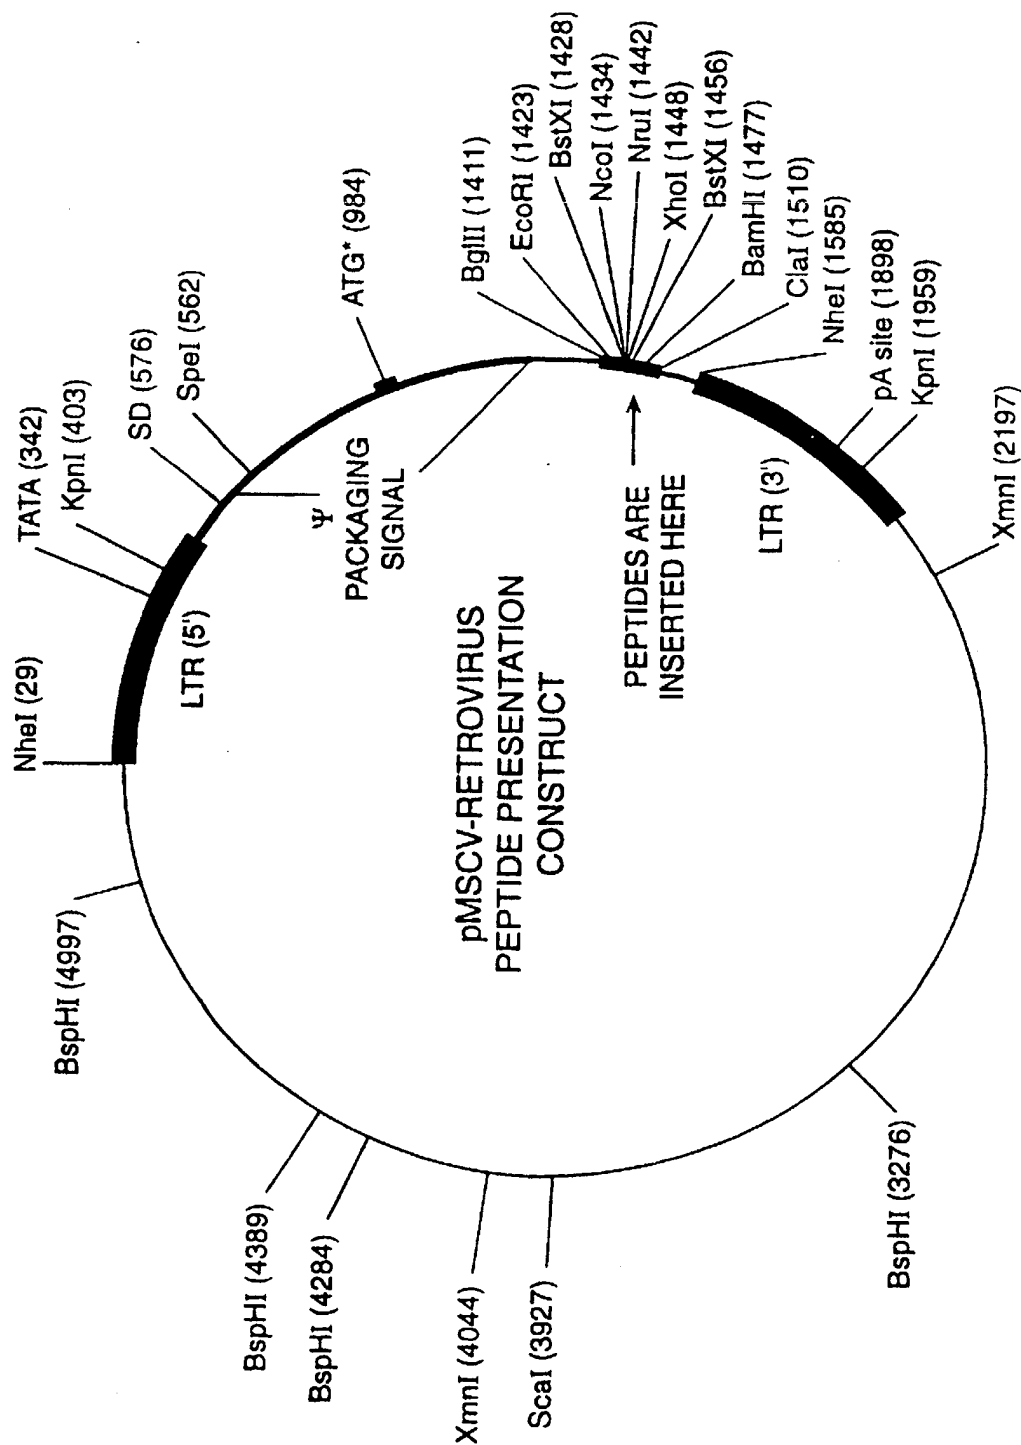 NheI (29)
TATA (342)
KpnI (403)
SD (576)
SpeI (562)
ATG* (984)
BglII (1411)
EcoRI (1423)
BstXI (1428)
NcoI (1434)
NruI (1442)
XhoI (1448)
BstXI (1456)
BamHI (1477)
ClaI (1510)
NheI (1585)
pA site (1898)
KpnI (1959)
XmnI (2197)
BspHI (3276)
ScaI (3927)
XmnI (4044)
BspHI (4284)
BspHI (4389)
BspHI (4997)
LTR (5')
Ψ
PACKAGING
SIGNAL
PEPTIDES ARE
INSERTED HERE
LTR (3')
pMSCV-RETROVIRUS
PEPTIDE PRESENTATION
CONSTRUCT